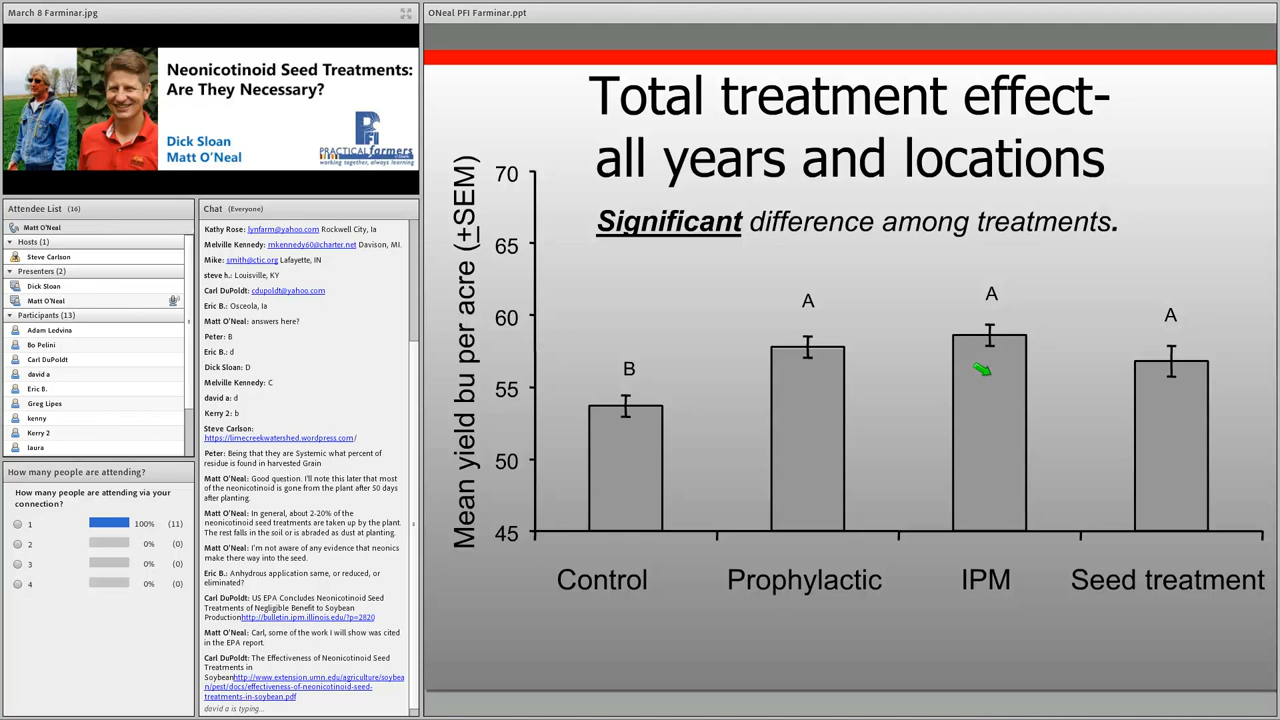 March 8 Farminar.jpg
Neonicotinoid Seed Treatments:
Are They Necessary?
Dick Sloan
Matt O'Neal
PFI
PRACTICAL farmers
working together, always learning
Attendee List (16)
Matt O'Neal
Hosts (1)
Steve Carlson
Presenters (2)
Dick Sloan
Matt O'Neal
Participants (13)
Adam Ledvina
Bo Pelini
Carl DuPoldt
david a
Eric B.
Greg Lipes
kenny
Kerry 2
laura
How many people are attending?
How many people are attending via your
connection?
1 100% (11)
2 0% (0)
3 0% (0)
4 0% (0)
Chat (Everyone)
Kathy Rose: lynfarm@yahoo.com Rockwell City, Ia
Melville Kennedy: mkennedy60@charter.net Davison, MI.
Mike: smith@ctic.org Lafayette, IN
steve h.: Louisville, KY
Carl DuPoldt: cdupoldt@yahoo.com
Eric B.: Osceola, Ia
Matt O'Neal: answers here?
Peter: B
Eric B.: d
Dick Sloan: D
Melville Kennedy: C
david a: d
Kerry 2: b
Steve Carlson:
https://limecreekwatershed.wordpress.com/
Peter: Being that they are Systemic what percent of
residue is found in harvested Grain
Matt O'Neal: Good question. I'll note this later that most
of the neonicotinoid is gone from the plant after 50 days
after planting.
Matt O'Neal: In general, about 2-20% of the
neonicotinoid seed treatments are taken up by the plant.
The rest falls in the soil or is abraded as dust at planting.
Matt O'Neal: I'm not aware of any evidence that neonics
make there way into the seed.
Eric B.: Anhydrous application same, or reduced, or
eliminated?
Carl DuPoldt: US EPA Concludes Neonicotinoid Seed
Treatments of Negligible Benefit to Soybean
Productionhttp://bulletin.ipm.illinois.edu/?p=2820
Matt O'Neal: Carl, some of the work I will show was cited
in the EPA report.
Carl DuPoldt: The Effectiveness of Neonicotinoid Seed
Treatments in
Soybeanhttp://www.extension.umn.edu/agriculture/soybea
n/pest/docs/effectiveness-of-neonicotinoid-seed-
treatments-in-soybean.pdf
david a is typing...
ONeal PFI Farminar.ppt
Total treatment effect-
all years and locations
Significant difference among treatments.
Mean yield bu per acre (+SEM)
70
65
60
55
50
45
B
A
A
A
Control
Prophylactic
IPM
Seed treatment